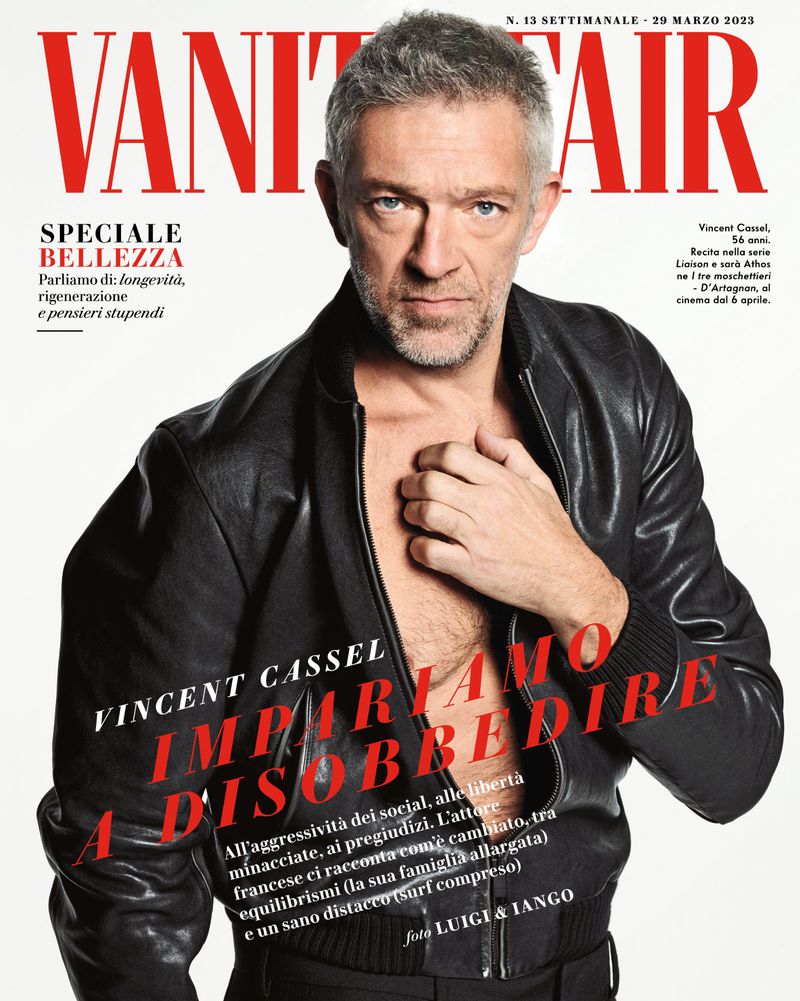 N. 13 SETTIMANALE - 29 MARZO 2023
VANITY FAIR
SPECIALE
BELLEZZA
Parliamo di: longevità,
rigenerazione
e pensieri stupendi
Vincent Cassel,
56 anni.
Recita nella serie
Liaison e sarà Athos
ne I tre moschettieri
- D'Artagnan, al
cinema dal 6 aprile.
VINCENT CASSEL
IMPARIAMO
A DISOBBEDIRE
All'aggressività dei social, alle libertà
minacciate, ai pregiudizi. L'attore
francese ci racconta com'è cambiato, tra
equilibrismi (la sua famiglia allargata)
e un sano distacco (surf compreso)
foto LUIGI & IANGO